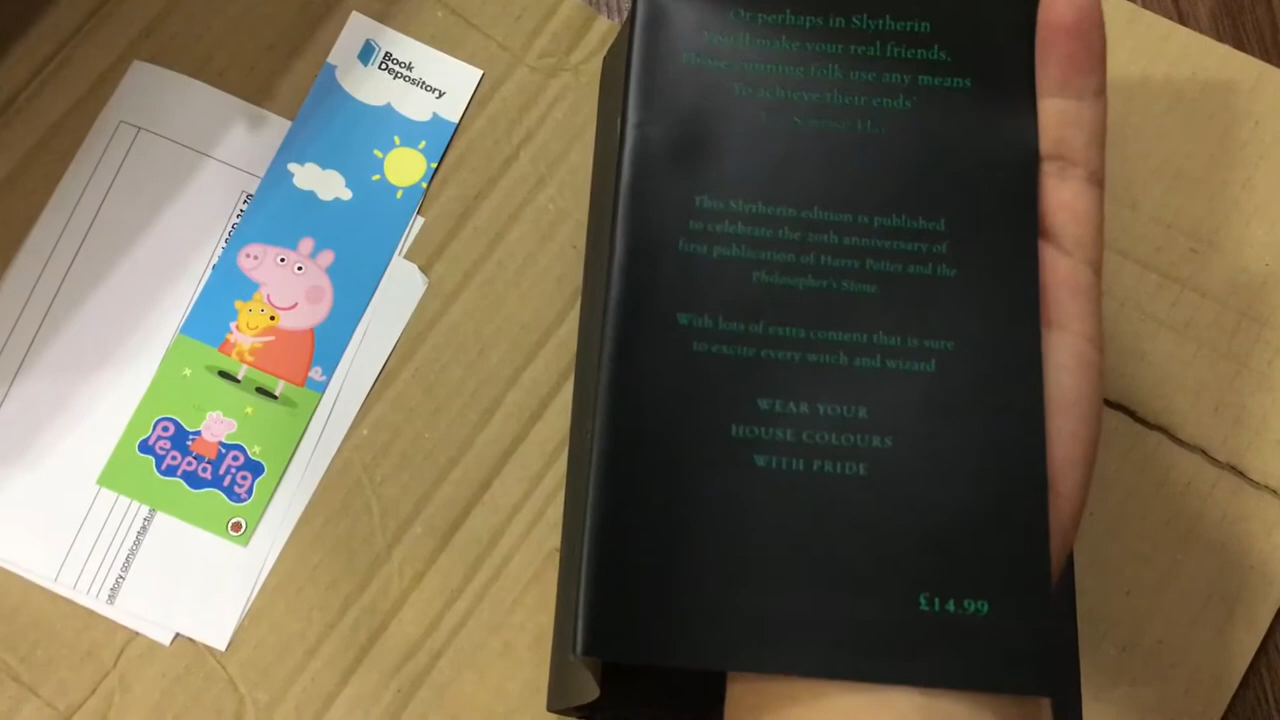 Book
Depository
Peppa Pig
ository.com/contactus
Or perhaps in Slytherin
You'll make your real friends,
Those cunning folk use any means
To achieve their ends'
This Slytherin edition is published
to celebrate the 20th anniversary of
first publication of Harry Potter and the
Philosopher's Stone.
With lots of extra content that is sure
to excite every witch and wizard
WEAR YOUR
HOUSE COLOURS
WITH PRIDE
£14.99